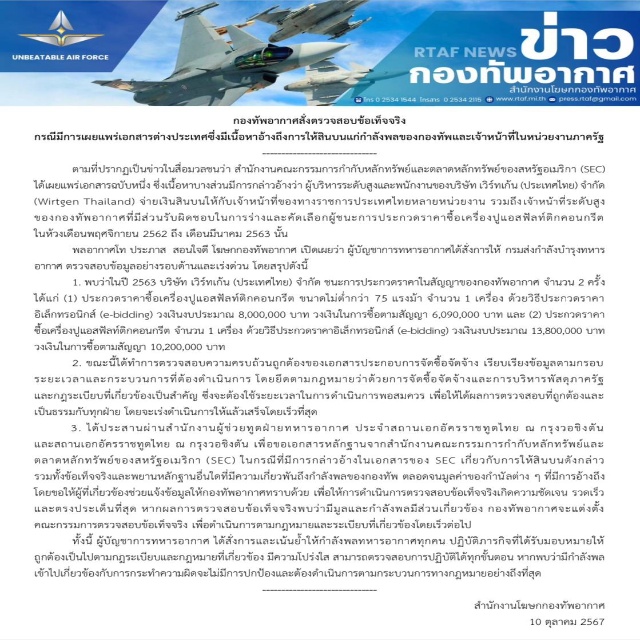 UNBEATABLE AIR FORCE
RTAF NEWS ข่าว
กองทัพอากาศ
สำนักงานโฆษกกองทัพอากาศ
โทร 0 2534 1544 โทรสาร 0 2534 2115 www.rtaf.mi.th press.rtaf@gmail.com
กองทัพอากาศสั่งตรวจสอบข้อเท็จจริง
กรณีมีการเผยแพร่เอกสารต่างประเทศซึ่งมีเนื้อหาอ้างถึงการให้สินบนแก่กำลังพลของกองทัพและเจ้าหน้าที่ในหน่วยงานภาครัฐ
------------------------------
ตามที่ปรากฏเป็นข่าวในสื่อมวลชนว่า สำนักงานคณะกรรมการกำกับหลักทรัพย์และตลาดหลักทรัพย์ของสหรัฐอเมริกา (SEC)
ได้เผยแพร่เอกสารฉบับหนึ่ง ซึ่งเนื้อหาบางส่วนมีการกล่าวอ้างว่า ผู้บริหารระดับสูงและพนักงานของบริษัท เวิร์ทเก้น (ประเทศไทย) จำกัด
(Wirtgen Thailand) จ่ายเงินสินบนให้กับเจ้าหน้าที่ของทางราชการประเทศไทยหลายหน่วยงาน รวมถึงเจ้าหน้าที่ระดับสูง
ของกองทัพอากาศที่มีส่วนรับผิดชอบในการร่างและคัดเลือกผู้ชนะการประกวดราคาซื้อเครื่องปูแอสฟัลท์ติกคอนกรีต
ในห้วงเดือนพฤศจิกายน 2562 ถึง เดือนมีนาคม 2563 นั้น
พลอากาศโท ประภาส สอนใจดี โฆษกกองทัพอากาศ เปิดเผยว่า ผู้บัญชาการทหารอากาศได้สั่งการให้ กรมส่งกำลังบำรุงทหาร
อากาศ ตรวจสอบข้อมูลอย่างรอบด้านและเร่งด่วน โดยสรุปดังนี้
1. พบว่าในปี 2563 บริษัท เวิร์ทเก้น (ประเทศไทย) จำกัด ชนะการประกวดราคาในสัญญาของกองทัพอากาศ จำนวน 2 ครั้ง
ได้แก่ (1) ประกวดราคาซื้อเครื่องปูแอสฟัลท์ติกคอนกรีต ขนาดไม่ต่ำกว่า 75 แรงม้า จำนวน 1 เครื่อง ด้วยวิธีประกวดราคา
อิเล็กทรอนิกส์ (e-bidding) วงเงินงบประมาณ 8,000,000 บาท วงเงินในการซื้อตามสัญญา 6,090,000 บาท และ (2) ประกวดราคา
ซื้อเครื่องปูแอสฟัลท์ติกคอนกรีต จำนวน 1 เครื่อง ด้วยวิธีประกวดราคาอิเล็กทรอนิกส์ (e-bidding) วงเงินงบประมาณ 13,800,000 บาท
วงเงินในการซื้อตามสัญญา 10,200,000 บาท
2. ขณะนี้ได้ทำการตรวจสอบความครบถ้วนถูกต้องของเอกสารประกอบการจัดซื้อจัดจ้าง เรียบเรียงข้อมูลตามกรอบ
ระยะเวลาและกระบวนการที่ต้องดำเนินการ โดยยึดตามกฎหมายว่าด้วยการจัดซื้อจัดจ้างและการบริหารพัสดุภาครัฐ
และกฎระเบียบที่เกี่ยวข้องเป็นสำคัญ ซึ่งจะต้องใช้ระยะเวลาในการดำเนินการพอสมควร เพื่อให้ได้ผลการตรวจสอบที่ถูกต้องและ
เป็นธรรมกับทุกฝ่าย โดยจะเร่งดำเนินการให้แล้วเสร็จโดยเร็วที่สุด
3. ได้ประสานผ่านสำนักงานผู้ช่วยทูตฝ่ายทหารอากาศ ประจำสถานเอกอัครราชทูตไทย ณ กรุงวอชิงตัน
และสถานเอกอัครราชทูตไทย ณ กรุงวอชิงตัน เพื่อขอเอกสารหลักฐานจากสำนักงานคณะกรรมการกำกับหลักทรัพย์และ
ตลาดหลักทรัพย์ของสหรัฐอเมริกา (SEC) ในกรณีที่มีการกล่าวอ้างในเอกสารของ SEC เกี่ยวกับการให้สินบนดังกล่าว
รวมทั้งข้อเท็จจริงและพยานหลักฐานอื่นใดที่มีความเกี่ยวพันถึงกำลังพลของกองทัพ ตลอดจนมูลค่าของกำนัลต่าง ๆ ที่มีการอ้างถึง
โดยขอให้ผู้ที่เกี่ยวข้องช่วยแจ้งข้อมูลให้กองทัพอากาศทราบด้วย เพื่อให้การดำเนินการตรวจสอบข้อเท็จจริงเกิดความชัดเจน รวดเร็ว
และตรงประเด็นที่สุด หากผลการตรวจสอบข้อเท็จจริงพบว่ามีมูลและกำลังพลมีส่วนเกี่ยวข้อง กองทัพอากาศจะแต่งตั้ง
คณะกรรมการตรวจสอบข้อเท็จจริง เพื่อดำเนินการตามกฎหมายและระเบียบที่เกี่ยวข้องโดยเร็วต่อไป
ทั้งนี้ ผู้บัญชาการทหารอากาศ ได้สั่งการและเน้นย้ำให้กำลังพลทหารอากาศทุกคน ปฏิบัติภารกิจที่ได้รับมอบหมายให้
ถูกต้องเป็นไปตามกฎระเบียบและกฎหมายที่เกี่ยวข้อง มีความโปร่งใส สามารถตรวจสอบการปฏิบัติได้ทุกขั้นตอน หากพบว่ามีกำลังพล
เข้าไปเกี่ยวข้องกับการกระทำความผิดจะไม่มีการปกป้องและต้องดำเนินการตามกระบวนการทางกฎหมายอย่างถึงที่สุด
------------------------------
สำนักงานโฆษกกองทัพอากาศ
10 ตุลาคม 2567